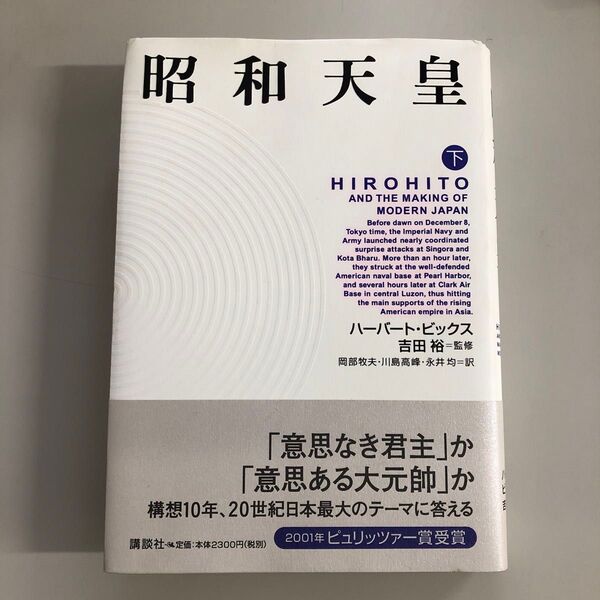 昭和天皇
下
HIROHITO
AND THE MAKING OF
MODERN JAPAN
Before dawn on December 8,
Tokyo time, the Imperial Navy and
Army launched nearly coordinated
surprise attacks at Singora and
Kota Bharu. More than an hour later,
they struck at the well-defended
American naval base at Pearl Harbor,
and several hours later at Clark Air
Base in central Luzon, thus hitting
the main supports of the rising
American empire in Asia.
ハーバート・ビックス
吉田 裕=監修
岡部牧夫・川島高峰・永井均=訳
「意思なき君主」か
「意思ある大元帥」か
構想10年、20世紀日本最大のテーマに答える
講談社 定価:本体2300円(税別)
2001年 ピュリッツァー賞受賞